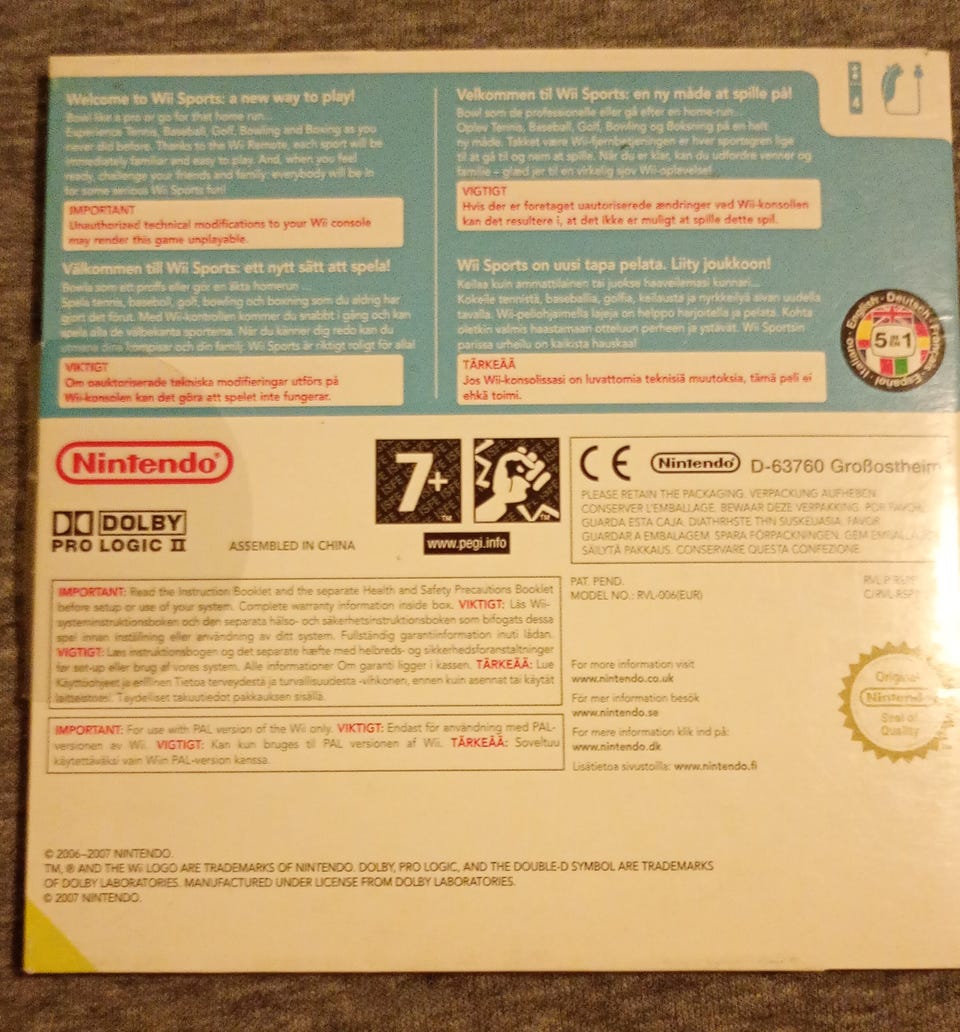 Welcome to Wii Sports: a new way to play!
Bowl like a pro or go for that home run...
Experience Tennis, Baseball, Golf, Bowling and Boxing as you
never did before. Thanks to the Wii Remote, each sport will be
immediately familiar and easy to play. And, when you feel
ready, challenge your friends and family: everybody will be in
for some serious Wii Sports fun!
IMPORTANT
Unauthorized technical modifications to your Wii console
may render this game unplayable.
Velkommen til Wii Sports: en ny måde at spille på!
Bowl som de professionelle eller gå efter en home-run...
Oplev Tennis, Baseball, Golf, Bowling og Boksning på en helt
ny måde. Takket være Wii-fjernbetjeningen er hver sportsgren lige
til at gå til og nem at spille. Når du er klar, kan du udfordre venner og
familie – glæd jer til en virkelig sjov Wii-oplevelse!
VIGTIGT
Hvis der er foretaget uautoriserede ændringer ved Wii-konsollen
kan det resultere i, at det ikke er muligt at spille dette spil.
4
Välkommen till Wii Sports: ett nytt sätt att spela!
Bowla som ett proffs eller gör en äkta homerun ...
Spela tennis, baseboll, golf, bowling och boxning som du aldrig har
gjort det förut. Med Wii-kontrollen kommer du snabbt i gång och kan
spela alla de välbekanta sporterna. När du känner dig redo kan du
utmana dina kompisar och din familj. Wii Sports är riktigt roligt för alla!
VIKTIGT
Om oauktoriserade tekniska modifieringar utförs på
Wii-konsolen kan det göra att spelet inte fungerar.
Wii Sports on uusi tapa pelata. Liity joukkoon!
Keilaa kuin ammattilainen tai juokse haaveilemasi kunnari...
Kokeile tennistä, baseballia, golfia, keilausta ja nyrkkeilyä aivan uudella
tavalla. Wii-peliohjaimella lajeja on helppo harjoitella ja pelata. Kohta
oletkin valmis haastamaan otteluun perheen ja ystävät. Wii Sportsin
parissa urheilu on kaikista hauskaa!
TÄRKEÄÄ
Jos Wii-konsolissasi on luvattomia teknisiä muutoksia, tämä peli ei
ehkä toimi.
English · Deutsch · Français · Español · Italiano
5 IN 1
Nintendo®
DOLBY
PRO LOGIC II
ASSEMBLED IN CHINA
7+
TM
www.pegi.info
CE Nintendo® D-63760 Großostheim
PLEASE RETAIN THE PACKAGING. VERPACKUNG AUFHEBEN.
CONSERVER L'EMBALLAGE. BEWAAR DEZE VERPAKKING. POR FAVOR,
GUARDA ESTA CAJA. DIATHRHSTE THN SUSKEUASIA. FAVOR
GUARDAR A EMBALAGEM. SPARA FÖRPACKNINGEN. GEM
SÄILYTÄ PAKKAUS. CONSERVARE QUESTA CONFEZIONE.
IMPORTANT: Read the Instruction Booklet and the separate Health and Safety Precautions Booklet
before setup or use of your system. Complete warranty information inside box. VIKTIGT: Läs Wii-
systeminstruktionsboken och den separata hälso- och säkerhetsinstruktionsboken som bifogats dessa
spel innan inställning eller användning av ditt system. Fullständig garantiinformation inuti lådan.
VIGTIGT: Læs instruktionsbogen og det separate hæfte med helbreds- og sikkerhedsforanstaltninger
før set-up eller brug af vores system. Alle informationer Om garanti ligger i kassen. TÄRKEÄÄ: Lue
Käyttöohjeet ja erillinen Tietoa terveydestä ja turvallisuudesta -vihkonen, ennen kuin asennat tai käytät
laitteistoasi. Täydelliset takuutiedot pakkauksen sisällä.
PAT. PEND.
MODEL NO.: RVL-006(EUR)
IMPORTANT: For use with PAL version of the Wii only. VIKTIGT: Endast för användning med PAL-
versionen av Wii. VIGTIGT: Kan kun bruges til PAL versionen af Wii. TÄRKEÄÄ: Soveltuu
käytettäväksi vain Wiin PAL-version kanssa.
For more information visit
www.nintendo.co.uk
För mer information besök
www.nintendo.se
For mere information klik ind på:
www.nintendo.dk
Lisätietoa sivustoilla: www.nintendo.fi
Original
Nintendo
Seal of
Quality
© 2006–2007 NINTENDO.
TM, ® AND THE Wii LOGO ARE TRADEMARKS OF NINTENDO. DOLBY, PRO LOGIC, AND THE DOUBLE-D SYMBOL ARE TRADEMARKS
OF DOLBY LABORATORIES. MANUFACTURED UNDER LICENSE FROM DOLBY LABORATORIES.
© 2007 NINTENDO.